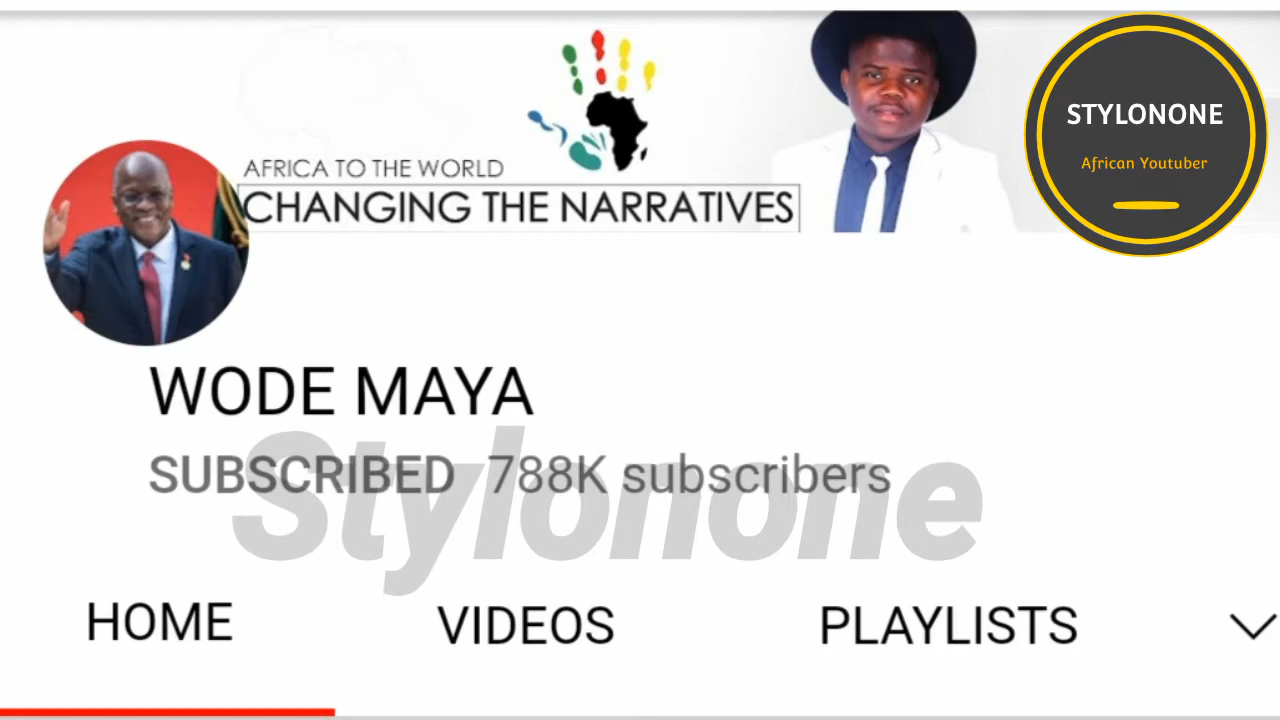 AFRICA TO THE WORLD
CHANGING THE NARRATIVES
STYLONONE
African Youtuber
WODE MAYA
SUBSCRIBED 788K subscribers
Stylonone
HOME VIDEOS PLAYLISTS